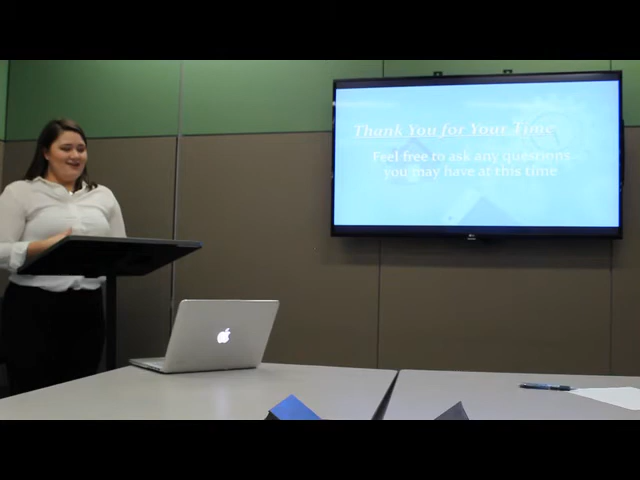 Thank You for Your Time
Feel free to ask any questions
you may have at this time